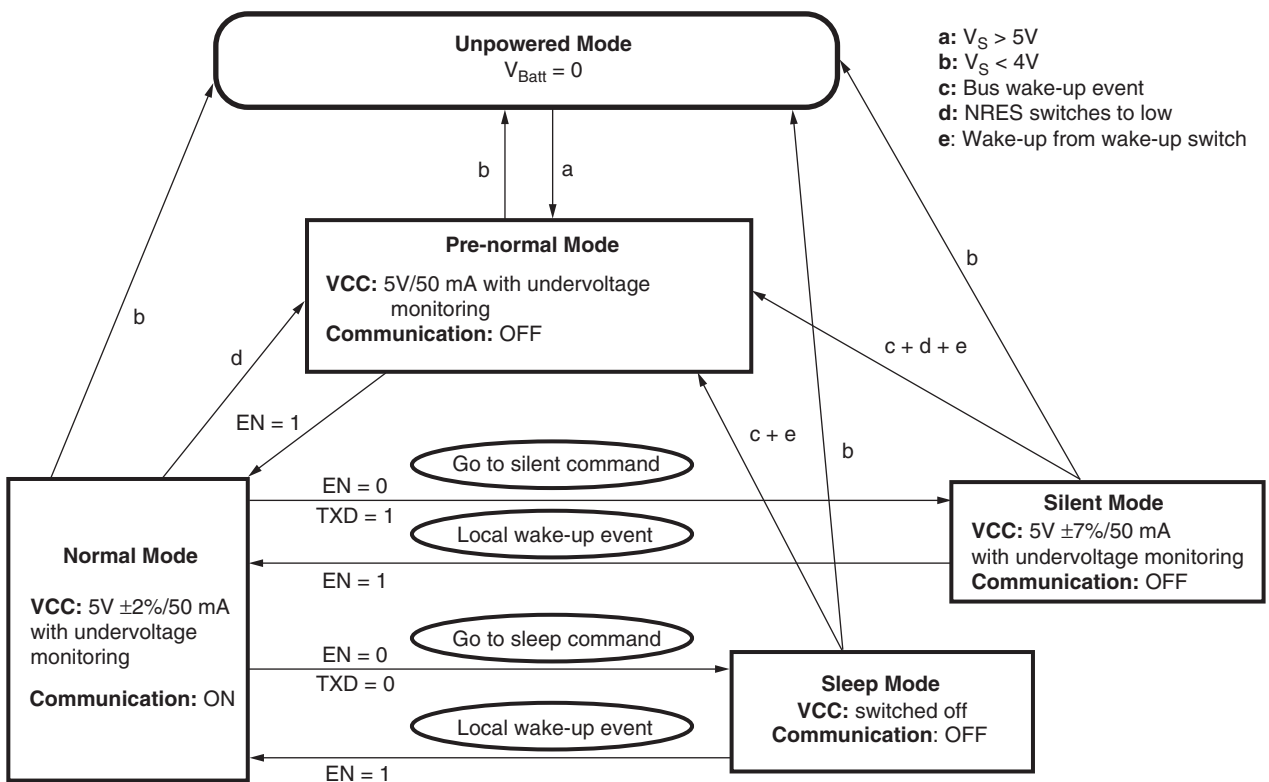 Unpowered Mode
V_Batt = 0
a: V_S > 5V
b: V_S < 4V
c: Bus wake-up event
d: NRES switches to low
e: Wake-up from wake-up switch
b
a
Pre-normal Mode
VCC: 5V/50 mA with undervoltage
monitoring
Communication: OFF
b
d
b
c + d + e
EN = 1
c + e
b
Go to silent command
EN = 0
TXD = 1
Local wake-up event
EN = 1
Silent Mode
VCC: 5V ±7%/50 mA
with undervoltage monitoring
Communication: OFF
Normal Mode
VCC: 5V ±2%/50 mA
with undervoltage
monitoring
Communication: ON
Go to sleep command
EN = 0
TXD = 0
Local wake-up event
EN = 1
Sleep Mode
VCC: switched off
Communication: OFF